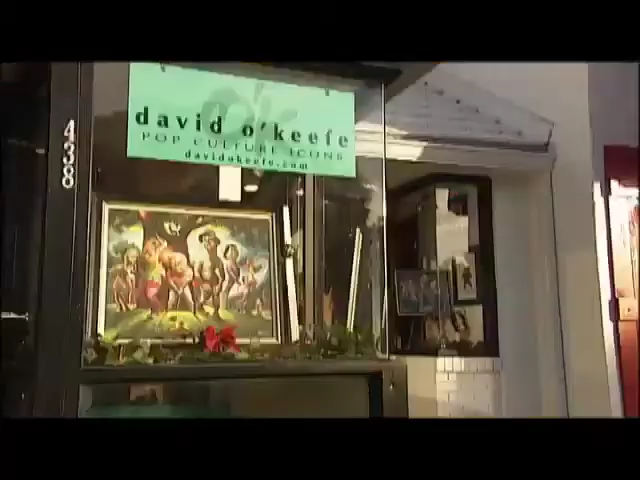 david o'keefe
POP CULTURE ICONS
davidokeefe.com
438